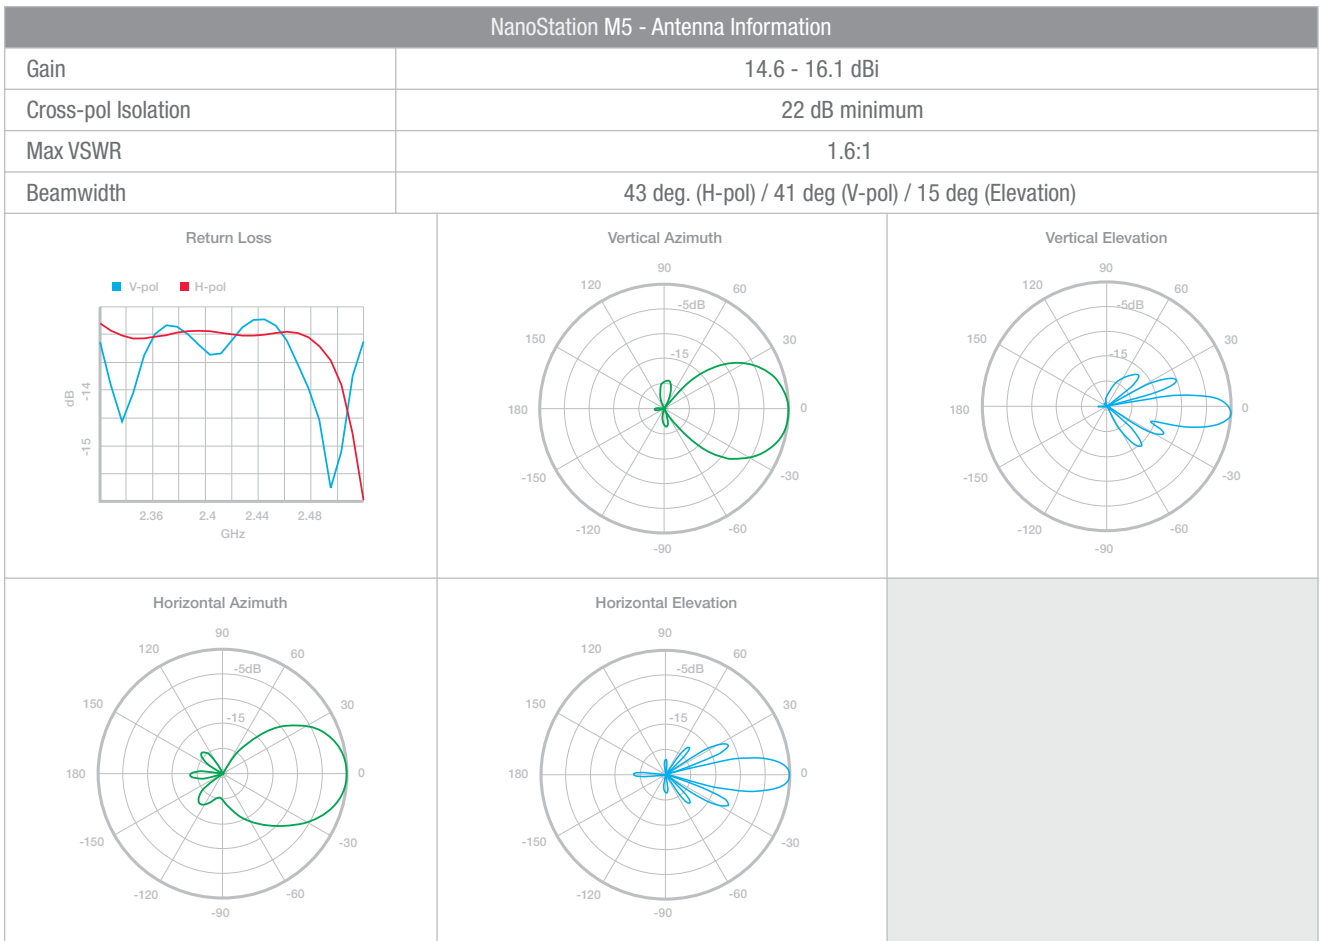 NanoStation M5 - Antenna Information
Gain 14.6 - 16.1 dBi
Cross-pol Isolation 22 dB minimum
Max VSWR 1.6:1
Beamwidth 43 deg. (H-pol) / 41 deg (V-pol) / 15 deg (Elevation)
Return Loss
V-pol H-pol
dB
-14
-15
2.36 2.4 2.44 2.48
GHz
Vertical Azimuth
90
120 60
-5dB
150 30
-15
180 0
-150 -30
-120 -60
-90
Vertical Elevation
90
120 60
-5dB
150 30
-15
180 0
-150 -30
-120 -60
-90
Horizontal Azimuth
90
120 60
-5dB
150 30
-15
180 0
-150 -30
-120 -60
-90
Horizontal Elevation
90
120 60
-5dB
150 30
-15
180 0
-150 -30
-120 -60
-90